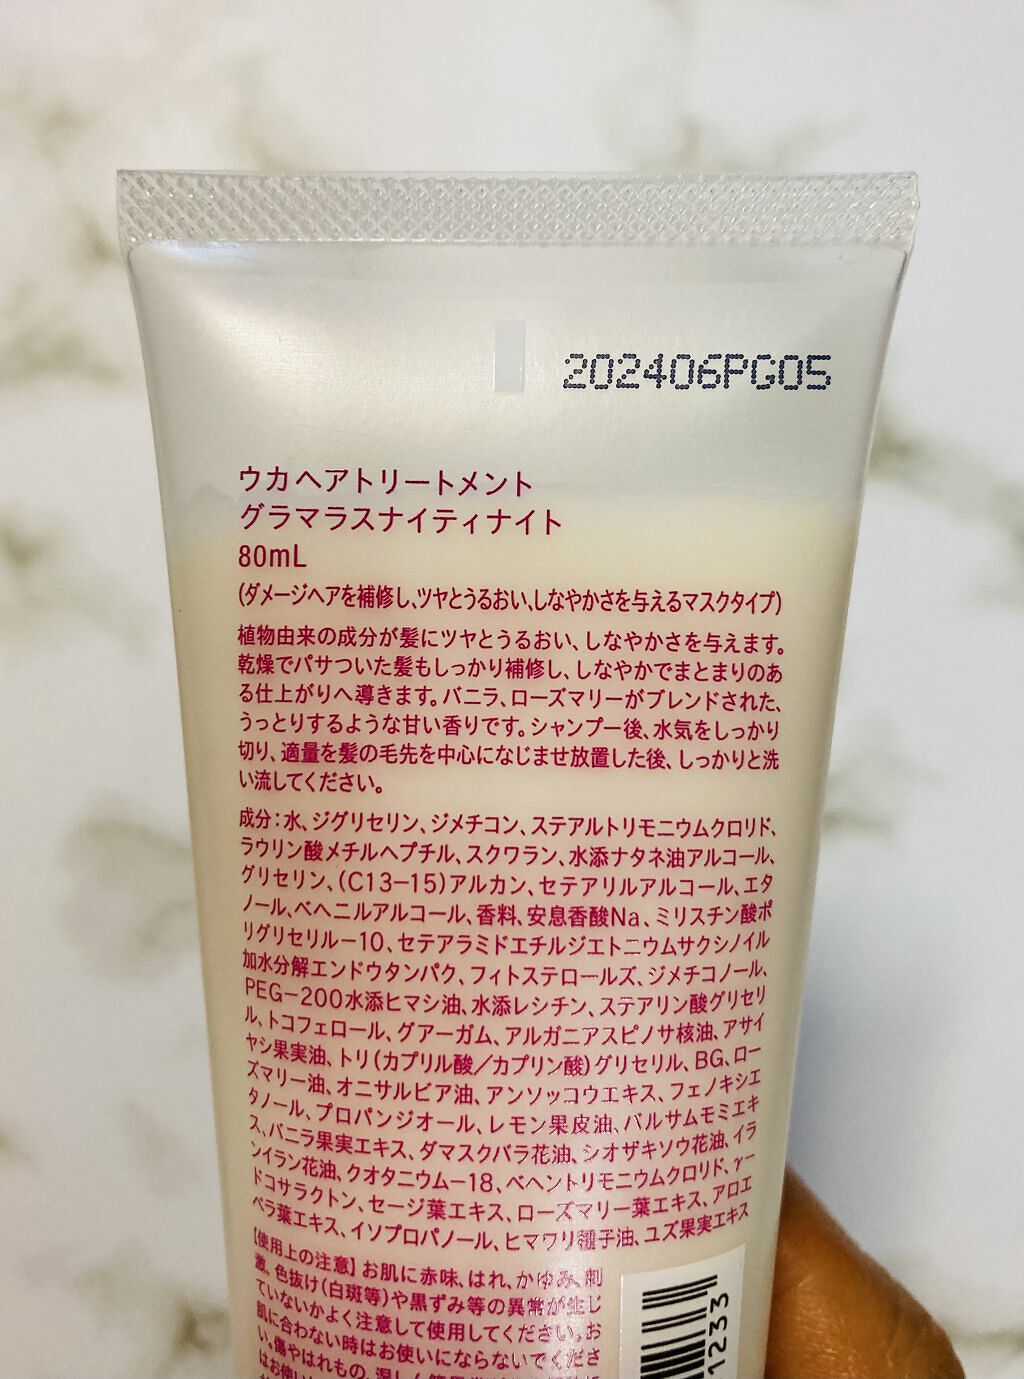 202406PG05
ウカ ヘアトリートメント
グラマラスナイティナイト
80mL
(ダメージヘアを補修し、ツヤとうるおい、しなやかさを与えるマスクタイプ)
植物由来の成分が髪にツヤとうるおい、しなやかさを与えます。
乾燥でパサついた髪もしっかり補修し、しなやかでまとまりのあ
る仕上がりへ導きます。バニラ、ローズマリーがブレンドされた、
うっとりするような甘い香りです。シャンプー後、水気をしっかり
切り、適量を髪の毛先を中心になじませ放置した後、しっかりと洗
い流してください。
成分：水、ジグリセリン、ジメチコン、ステアルトリモニウムクロリド、
ラウリン酸メチルヘプチル、スクワラン、水添ナタネ油アルコール、
グリセリン、(C13−15)アルカン、セテアリルアルコール、エタ
ノール、ベヘニルアルコール、香料、安息香酸Na、ミリスチン酸ポ
リグリセリル−10、セテアラミドエチルジエトニウムサクシノイル
加水分解エンドウタンパク、フィトステロールズ、ジメチコノール、
PEG−200水添ヒマシ油、水添レシチン、ステアリン酸グリセリ
ル、トコフェロール、グアーガム、アルガニアスピノサ核油、アサイ
ヤシ果実油、トリ(カプリル酸／カプリン酸)グリセリル、BG、ロー
ズマリー油、オニサルビア油、アンソッコウエキス、フェノキシエ
タノール、プロパンジオール、レモン果皮油、バルサムモミエキ
ス、バニラ果実エキス、ダマスクバラ花油、シオザキソウ花油、イラ
ンイラン花油、クオタニウム−18、ベヘントリモニウムクロリド、γ−
ドコサラクトン、セージ葉エキス、ローズマリー葉エキス、アロエ
ベラ葉エキス、イソプロパノール、ヒマワリ種子油、ユズ果実エキス
【使用上の注意】お肌に赤味、はれ、かゆみ、刺
激、色抜け(白斑等)や黒ずみ等の異常が生じ
ていないかよく注意して使用してください。お
肌に合わない時はお使いにならないでくださ
い。傷やはれもの、湿しん等
はお使い
1233